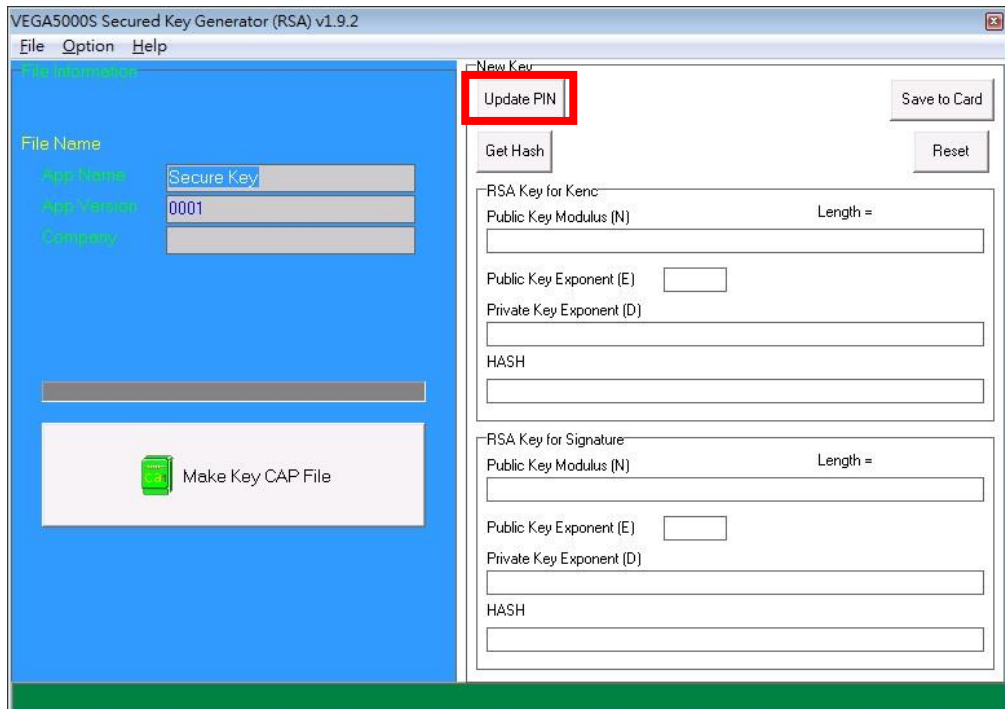 VEGA5000S Secured Key Generator (RSA) v1.9.2
File Option Help
File Information
File Name
App Name Secure Key
App Version 0001
Company
Make Key CAP File
New Key
Update PIN Save to Card
Get Hash Reset
RSA Key for Kenc
Public Key Modulus (N) Length =
Public Key Exponent (E)
Private Key Exponent (D)
HASH
RSA Key for Signature
Public Key Modulus (N) Length =
Public Key Exponent (E)
Private Key Exponent (D)
HASH